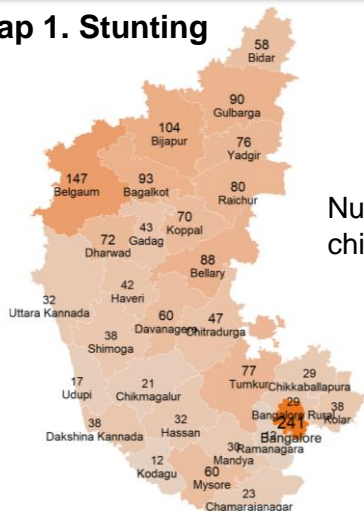 ap 1. Stunting
58
Bidar
90
Gulbarga
104
Bijapur
76
Yadgir
147
Belgaum
93
Bagalkot
80
Raichur
Nu
chi
43
Gadag
70
Koppal
72
Dharwad
88
Bellary
32
Uttara Kannada
42
Haveri
60
Davanagere
47
Chitradurga
38
Shimoga
77
Tumkur
29
Chikkaballapura
17
Udupi
21
Chikmagalur
29
Bangalore Rural
38
Kolar
241
Bangalore
38
Dakshina Kannada
32
Hassan
Ramanagara
30
Mandya
12
Kodagu
60
Mysore
23
Chamarajanagar